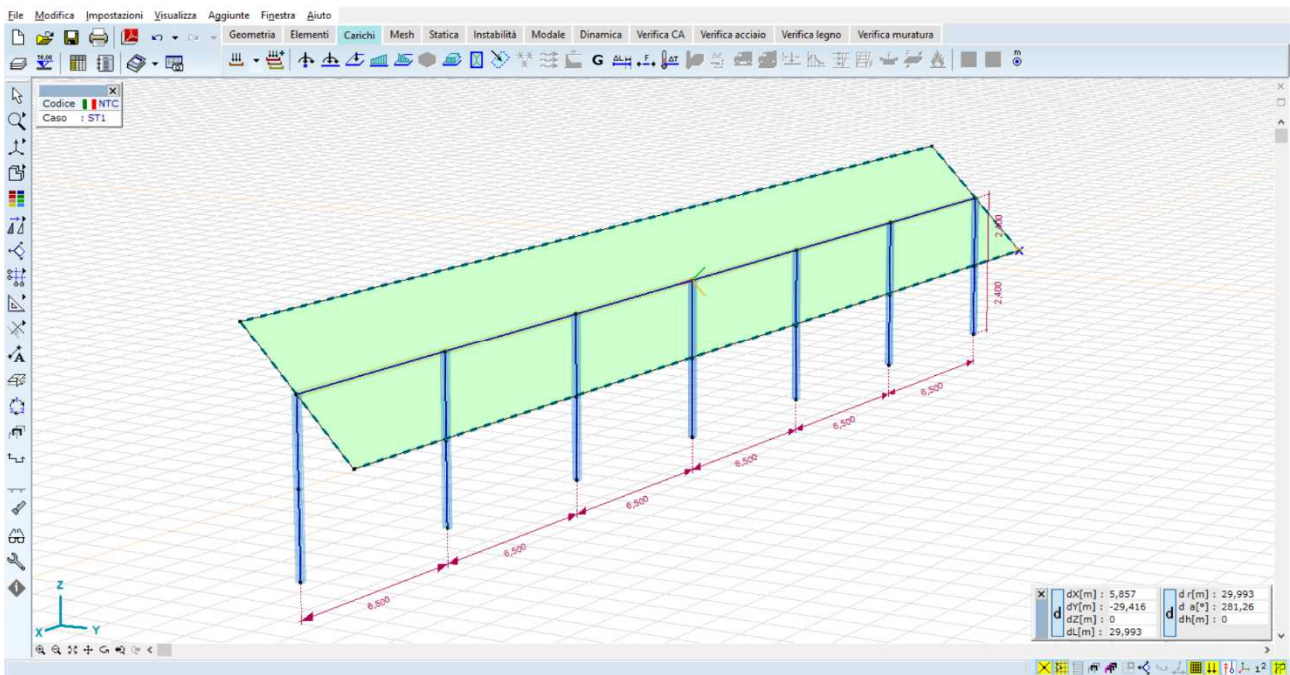 File Modifica Impostazioni Visualizza Aggiunte Finestra Aiuto
Geometria Elementi Carichi Mesh Statica Instabilità Modale Dinamica Verifica CA Verifica acciaio Verifica legno Verifica muratura
Codice NTC
Caso : ST1
2,400
2,400
6,500
6,500
6,500
6,500
6,500
6,500
Z
X Y
dX[m] : 5,857 d r[m] : 29,993
dY[m] : -29,416 d a[°] : 281,26
dZ[m] : 0 dh[m] : 0
dL[m] : 29,993